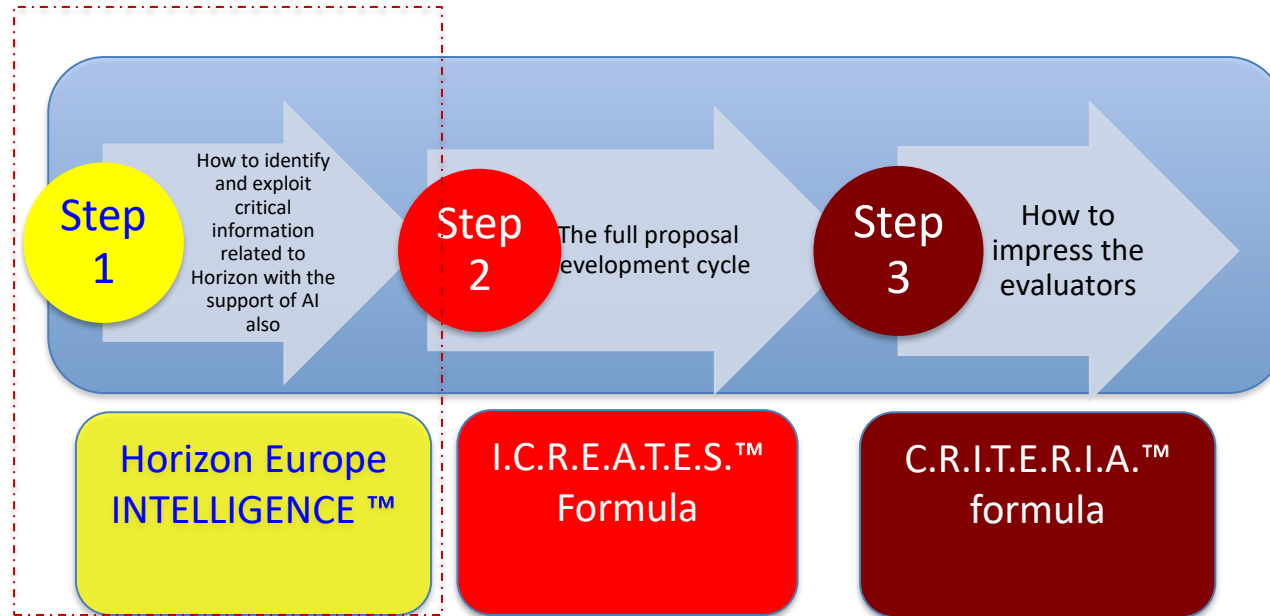 Step
1
How to identify
and exploit
critical
information
related to
Horizon with the
support of AI
also
Step
2
The full proposal
evelopment cycle
Step
3
How to
impress the
evaluators
Horizon Europe
INTELLIGENCE ™
I.C.R.E.A.T.E.S.™
Formula
C.R.I.T.E.R.I.A.™
formula